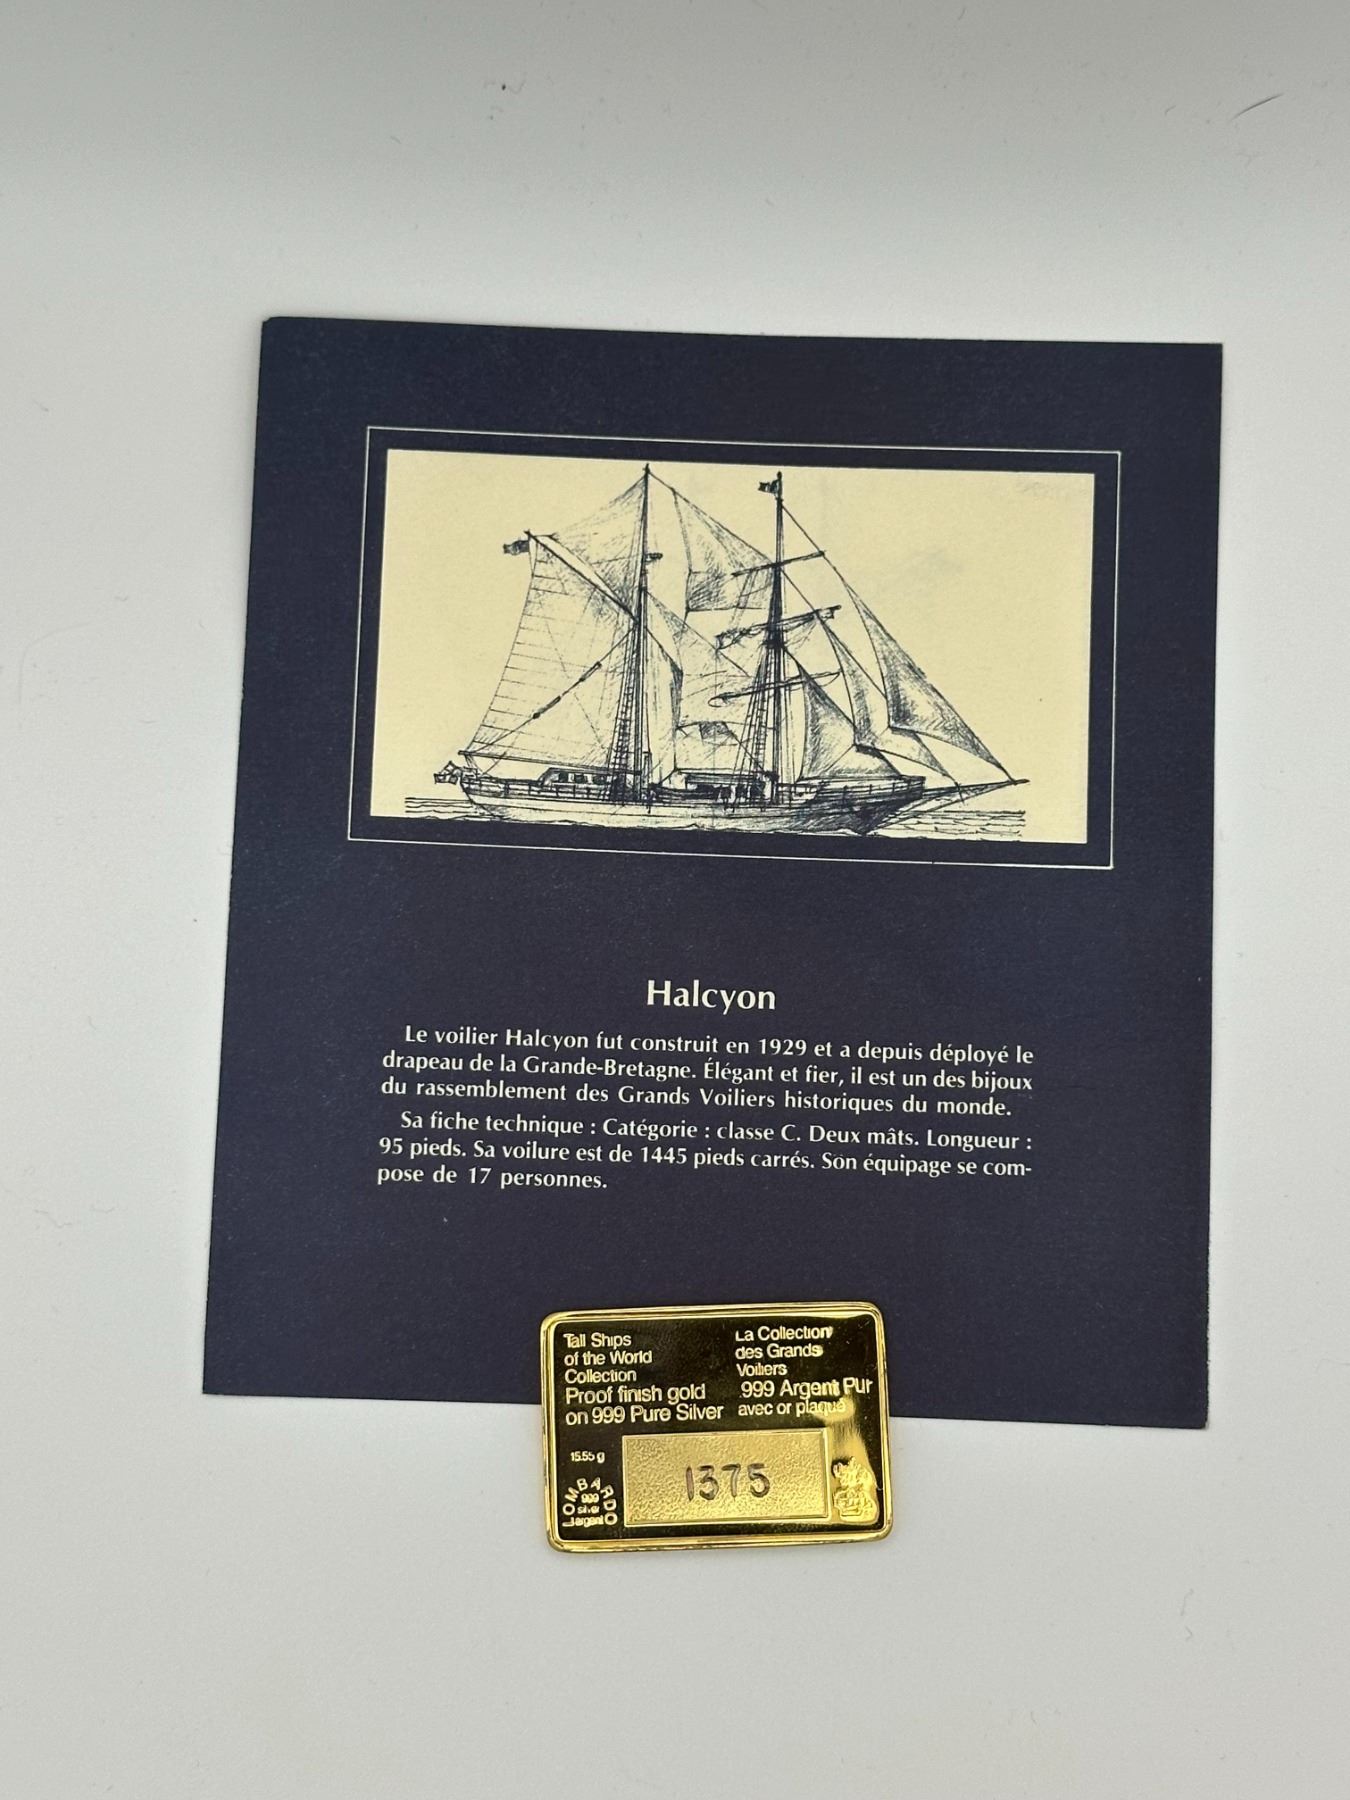 Halcyon
Le voilier Halcyon fut construit en 1929 et a depuis déployé le
drapeau de la Grande-Bretagne. Élégant et fier, il est un des bijoux
du rassemblement des Grands Voiliers historiques du monde.
Sa fiche technique : Catégorie : classe C. Deux mâts. Longueur :
95 pieds. Sa voilure est de 1445 pieds carrés. Son équipage se com-
pose de 17 personnes.
Tall Ships
of the World
Collection
Proof finish gold
on 999 Pure Silver
La Collection
des Grands
Voiliers
.999 Argent Pur
avec or plaqué
15.55 g
LOMBARDO
999
silver
argent
1375